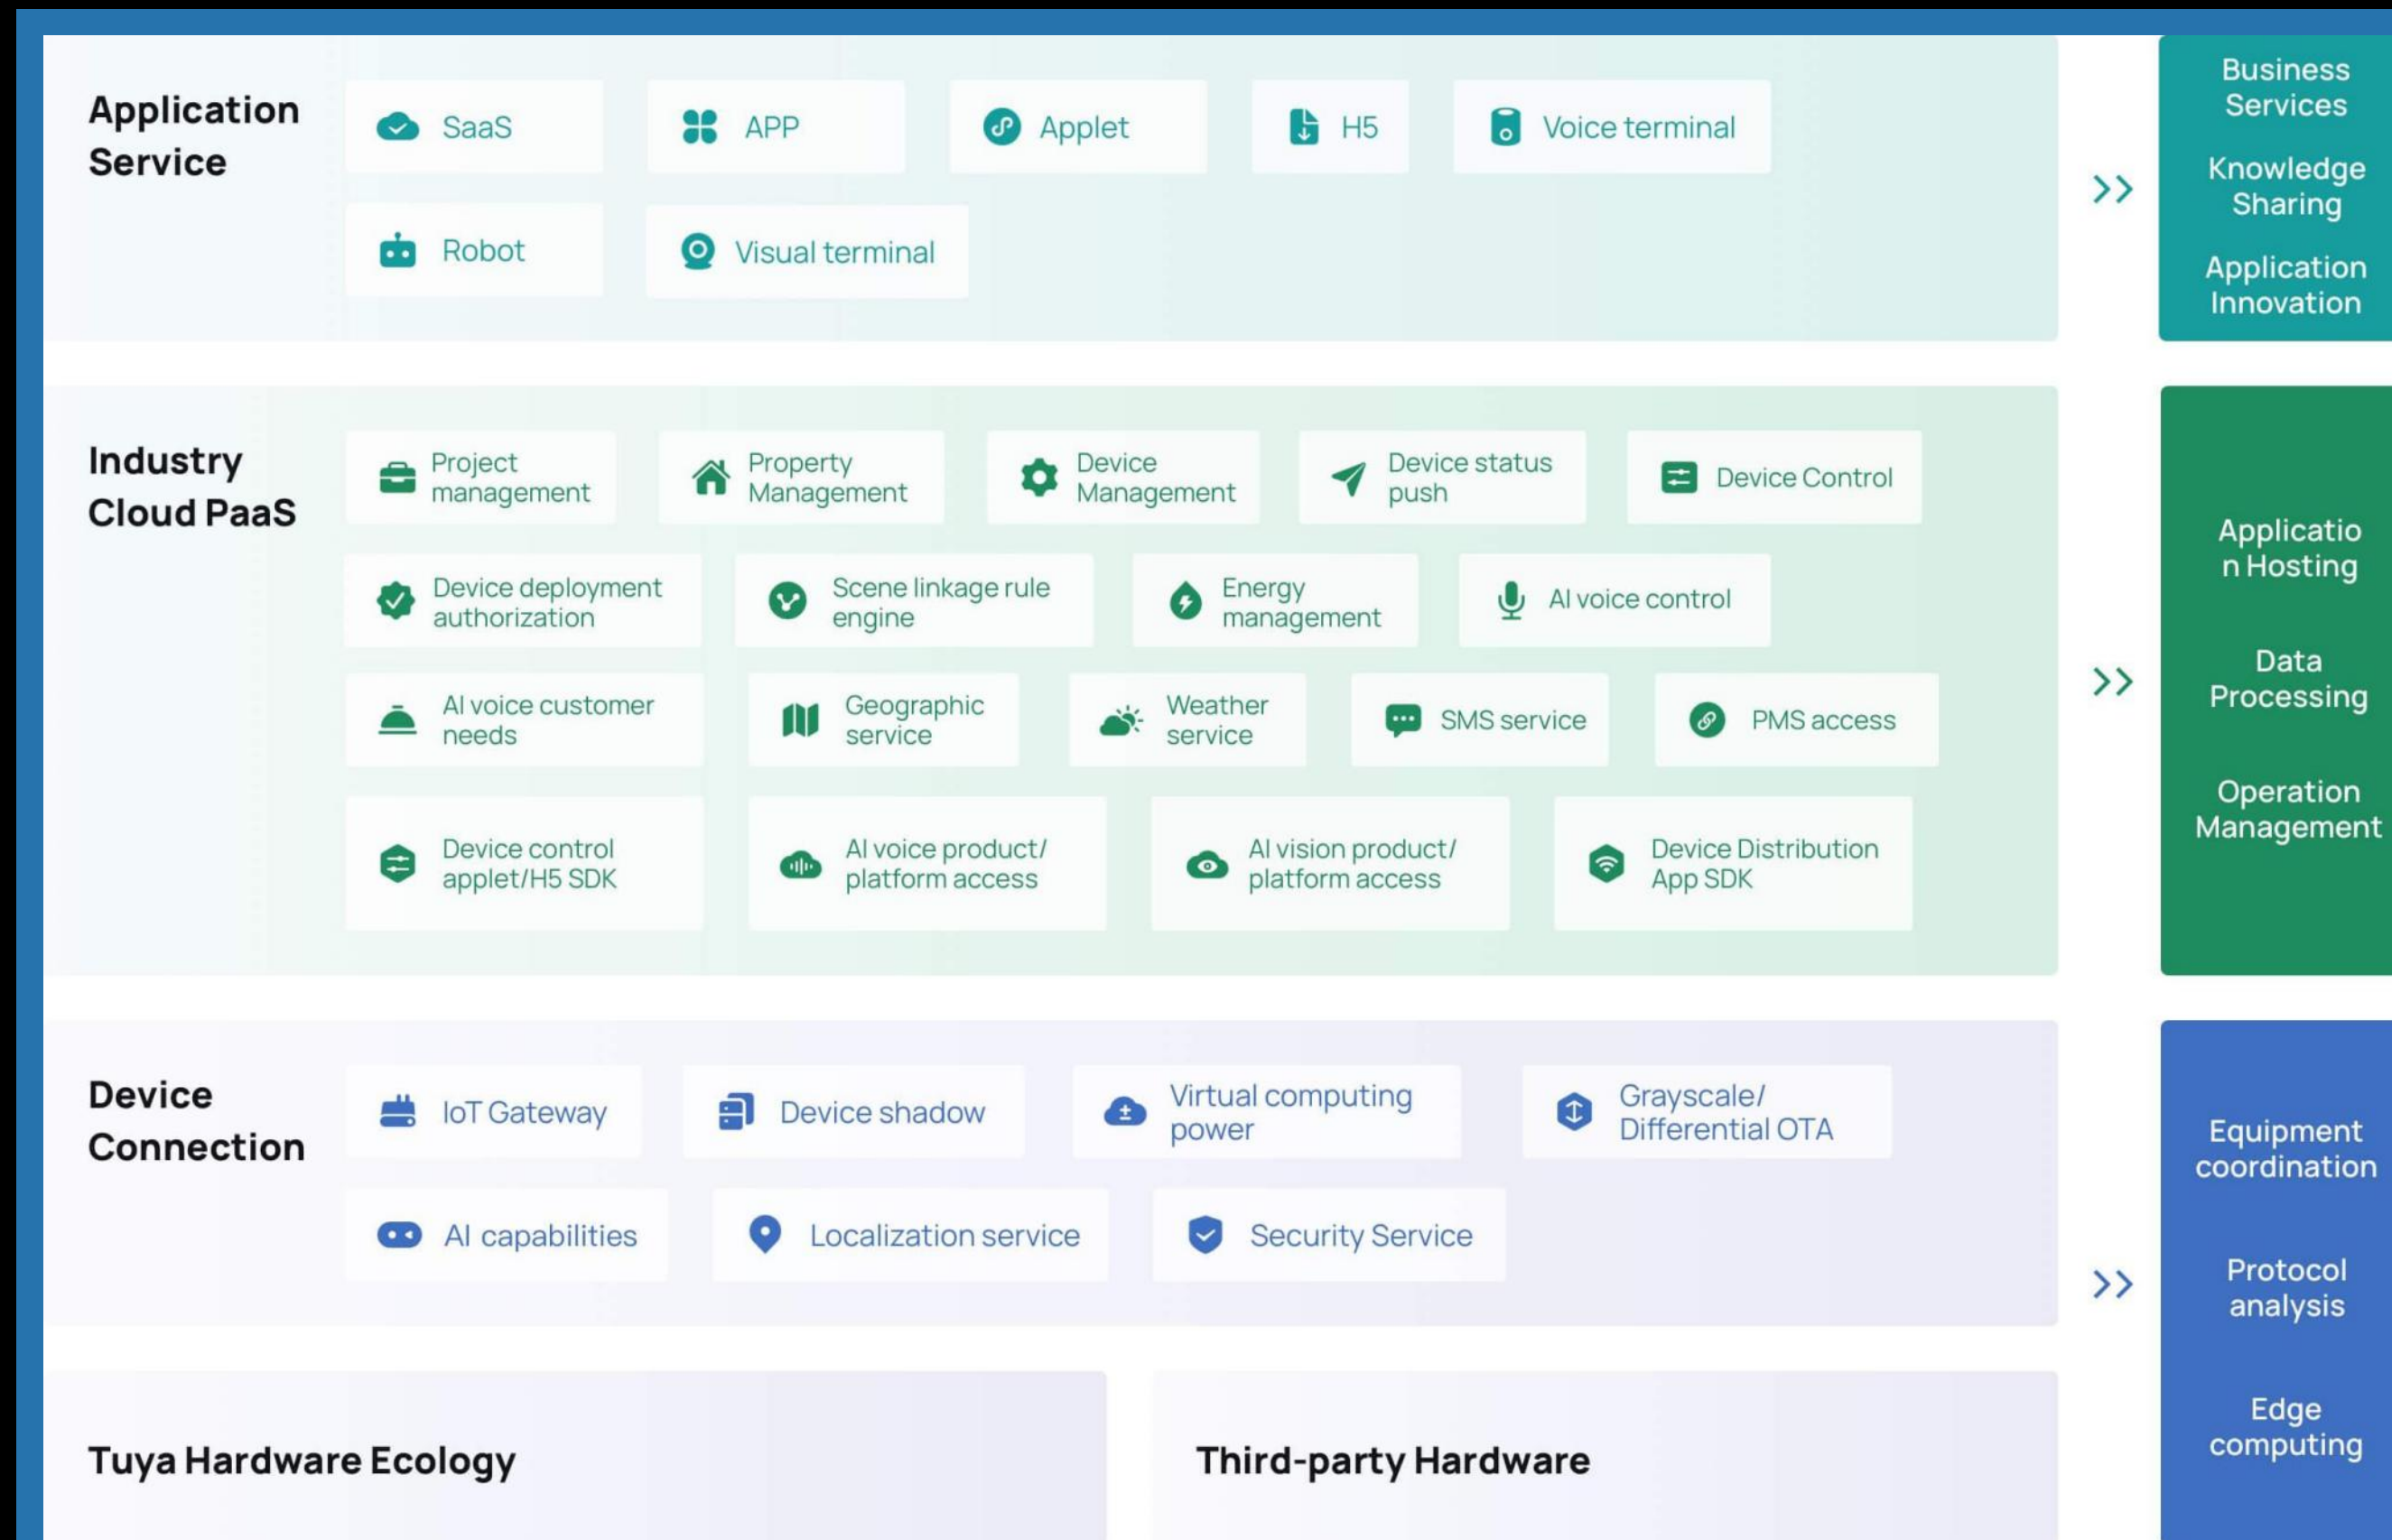 Application
Service
SaaS
APP
Applet
H5
Voice terminal
Robot
Visual terminal
Business
Services
Knowledge
Sharing
Application
Innovation
Industry
Cloud PaaS
Project
management
Property
Management
Device
Management
Device status
push
Device Control
Device deployment
authorization
Scene linkage rule
engine
Energy
management
AI voice control
AI voice customer
needs
Geographic
service
Weather
service
SMS service
PMS access
Device control
applet/H5 SDK
AI voice product/
platform access
AI vision product/
platform access
Device Distribution
App SDK
Applicatio
n Hosting
Data
Processing
Operation
Management
Device
Connection
IoT Gateway
Device shadow
Virtual computing
power
Grayscale/
Differential OTA
AI capabilities
Localization service
Security Service
Equipment
coordination
Protocol
analysis
Edge
computing
Tuya Hardware Ecology
Third-party Hardware